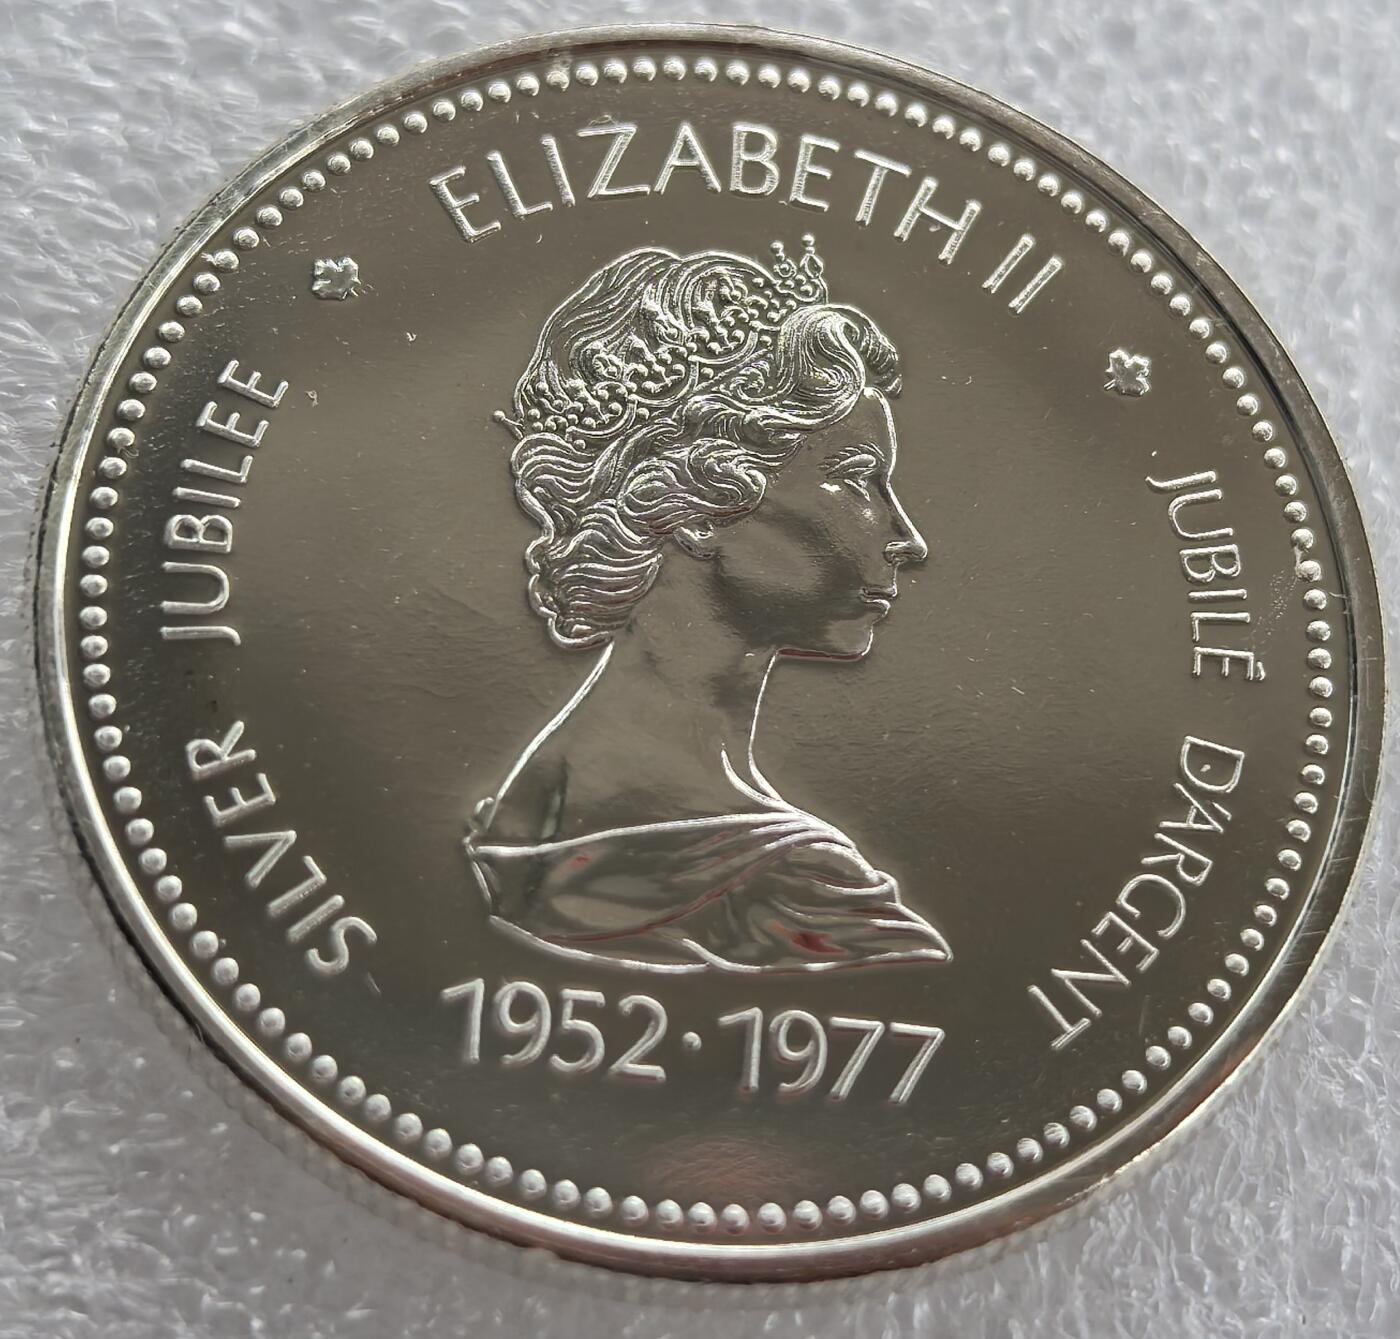 ELIZABETH II
SILVER JUBILEE
JUBILÉ D'ARGENT
1952·1977